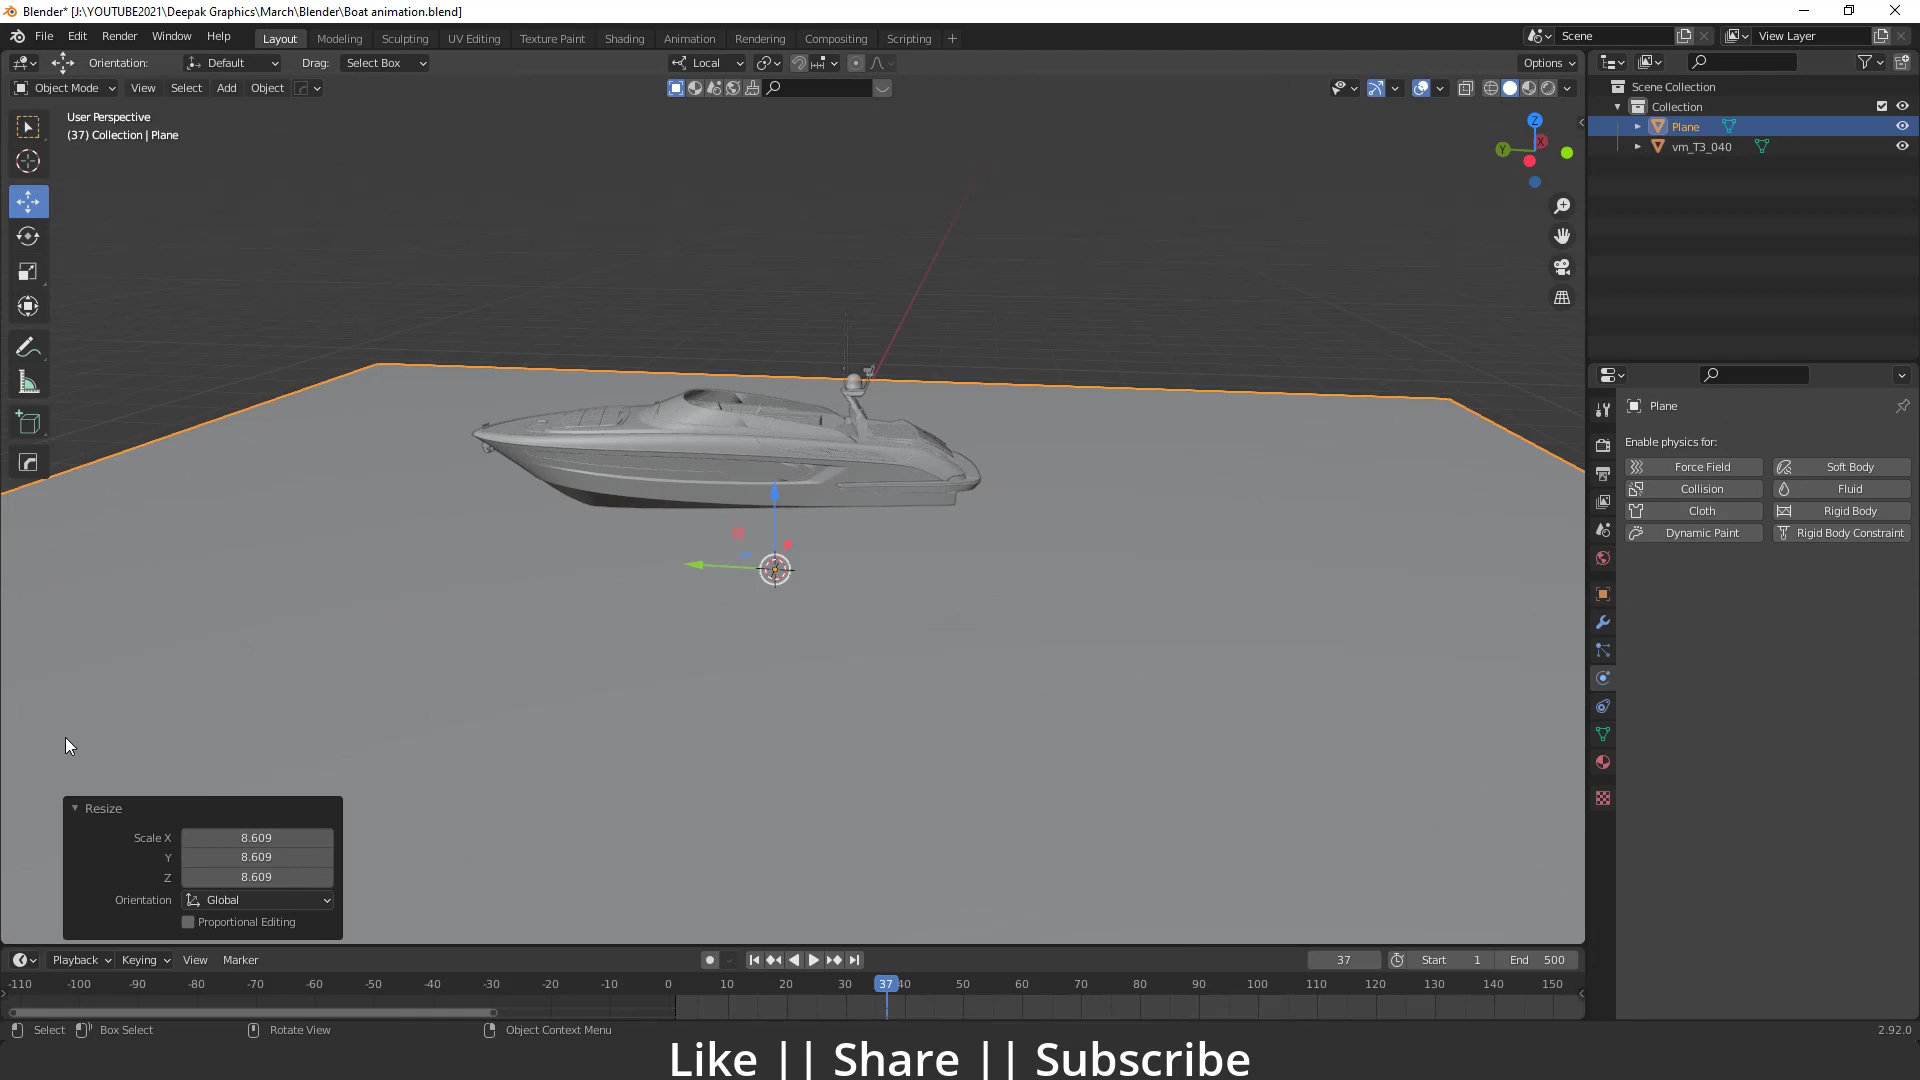 Blender* [J:\YOUTUBE2021\Deepak Graphics\March\Blender\Boat animation.blend]
File Edit Render Window Help Layout Modeling Sculpting UV Editing Texture Paint Shading Animation Rendering Compositing Scripting + Scene View Layer
Orientation: Default Drag: Select Box Local Options
Object Mode View Select Add Object
User Perspective
(37) Collection | Plane
Z
X
Y
Scene Collection
Collection
Plane
vm_T3_040
Plane
Enable physics for:
Force Field Soft Body
Collision Fluid
Cloth Rigid Body
Dynamic Paint Rigid Body Constraint
Resize
Scale X 8.609
Y 8.609
Z 8.609
Orientation Global
Proportional Editing
Playback Keying View Marker 37 Start 1 End 500
-110 -100 -90 -80 -70 -60 -50 -40 -30 -20 -10 0 10 20 30 37 40 50 60 70 80 90 100 110 120 130 140 150
Select Box Select Rotate View Object Context Menu 2.92.0
Like || Share || Subscribe